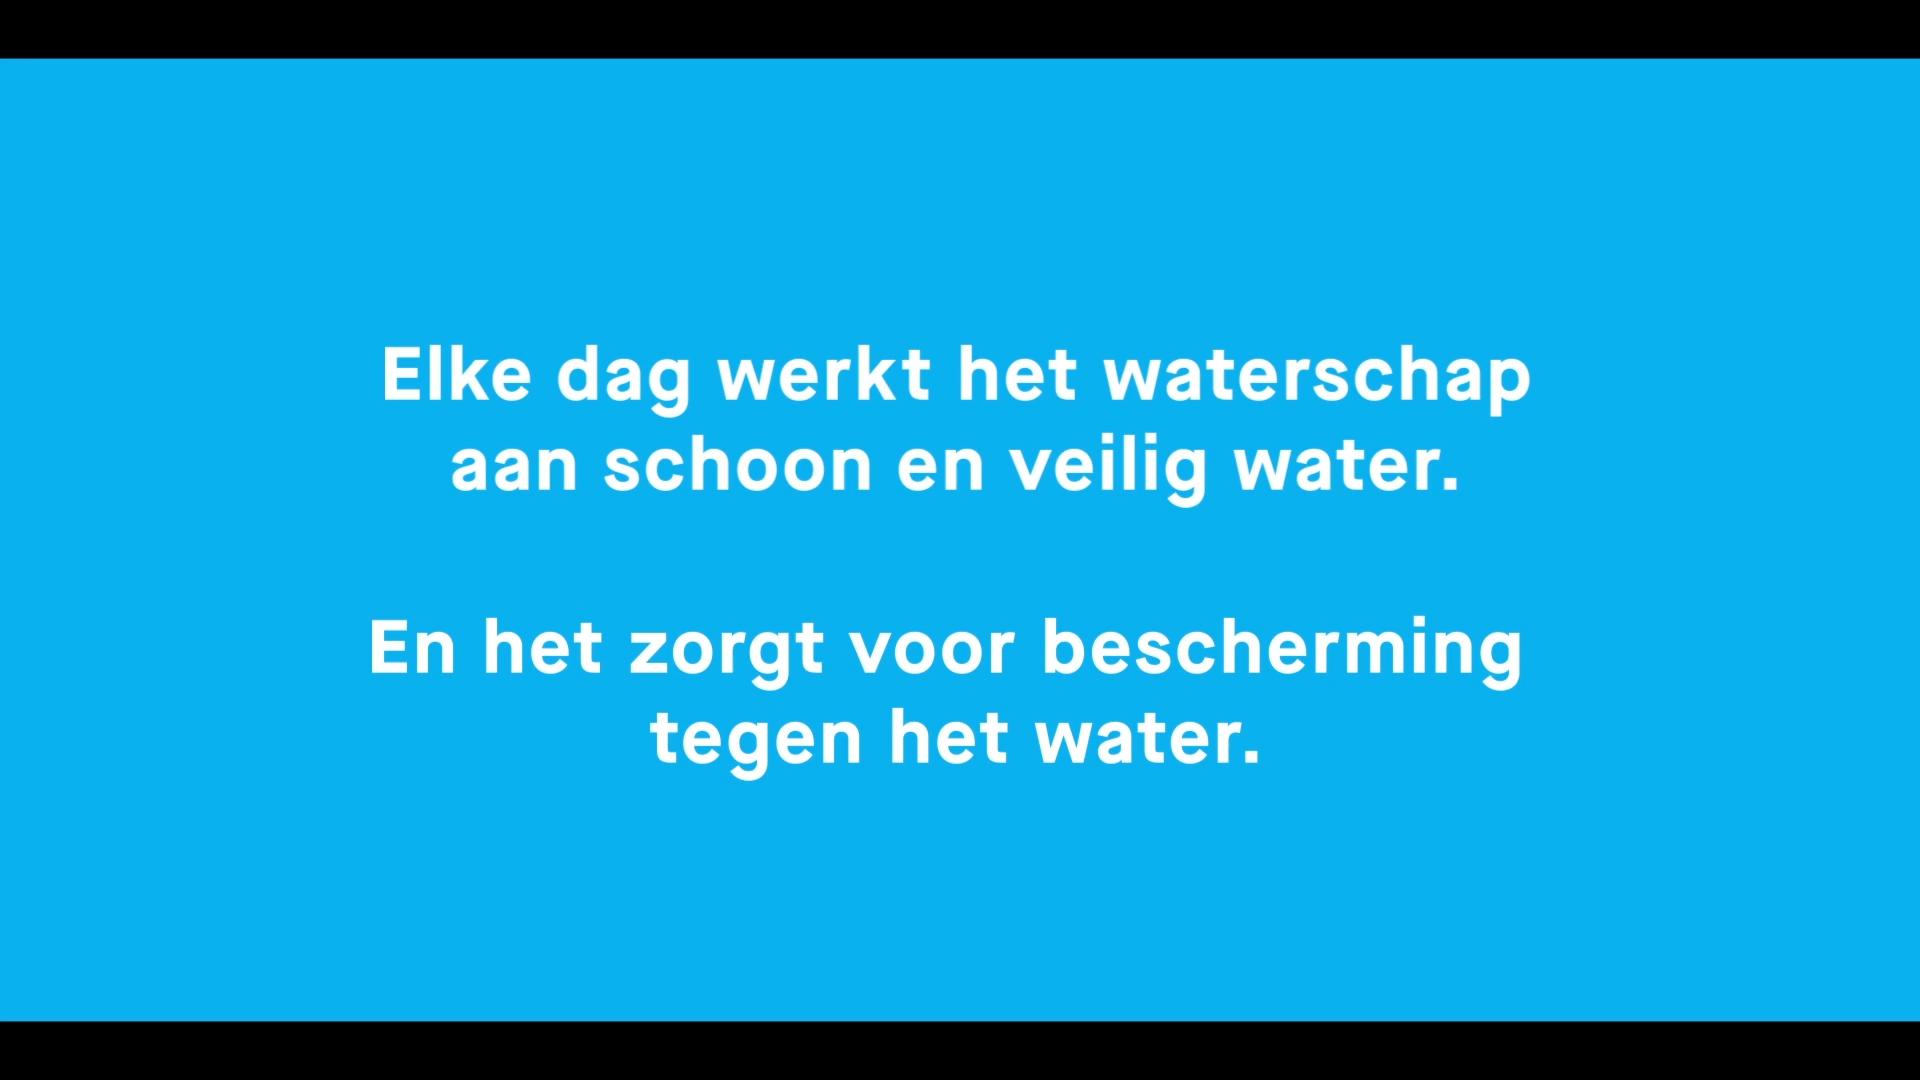 Elke dag werkt het waterschap
aan schoon en veilig water.
En het zorgt voor bescherming
tegen het water.